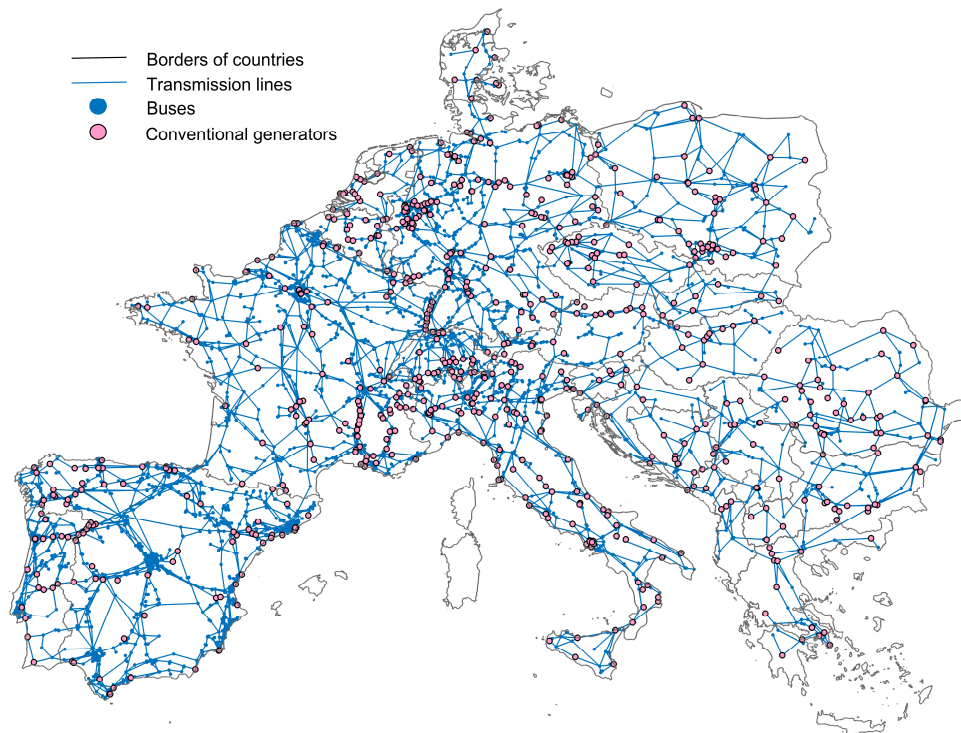 Borders of countries
Transmission lines
Buses
Conventional generators